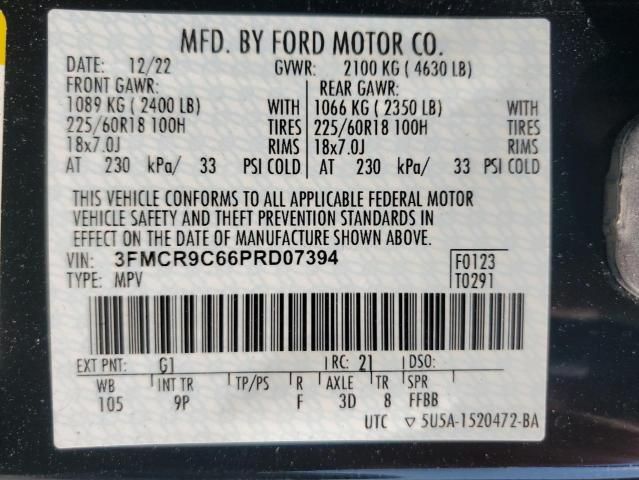 MFD. BY FORD MOTOR CO.
DATE: 12/22 GVWR: 2100 KG ( 4630 LB)
FRONT GAWR: REAR GAWR:
1089 KG ( 2400 LB) WITH 1066 KG ( 2350 LB) WITH
225/60R18 100H TIRES 225/60R18 100H TIRES
18x7.0J RIMS 18x7.0J RIMS
AT 230 kPa/ 33 PSI COLD AT 230 kPa/ 33 PSI COLD
THIS VEHICLE CONFORMS TO ALL APPLICABLE FEDERAL MOTOR
VEHICLE SAFETY AND THEFT PREVENTION STANDARDS IN
EFFECT ON THE DATE OF MANUFACTURE SHOWN ABOVE.
VIN: 3FMCR9C66PRD07394 F0123
TYPE: MPV T0291
EXT PNT: G1 RC: 21 DSO:
WB INT TR TP/PS R AXLE TR SPR
105 9P F 3D 8 FFBB
UTC ▽ 5U5A-1520472-BA